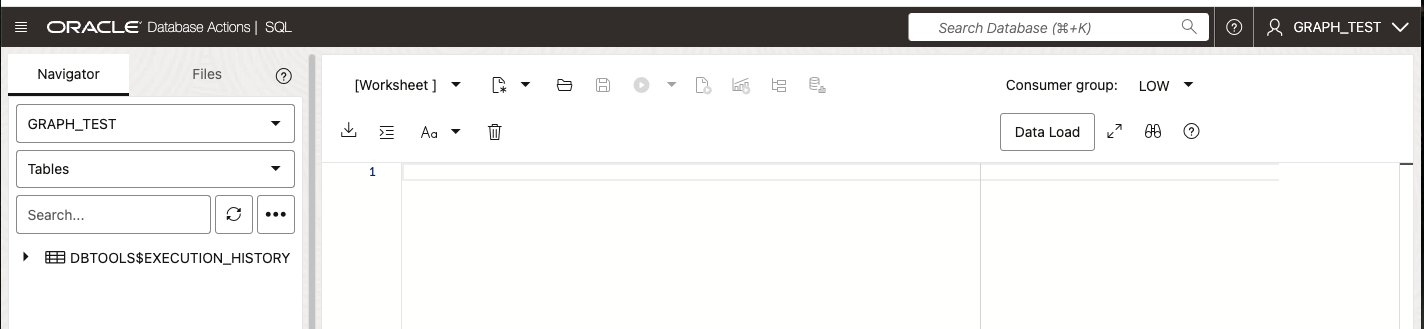 ORACLE Database Actions | SQL
Search Database (⌘+K)
GRAPH_TEST
Navigator
Files
GRAPH_TEST
Tables
Search...
DBTOOLS$EXECUTION_HISTORY
[Worksheet ]
Consumer group: LOW
Aa
Data Load
1